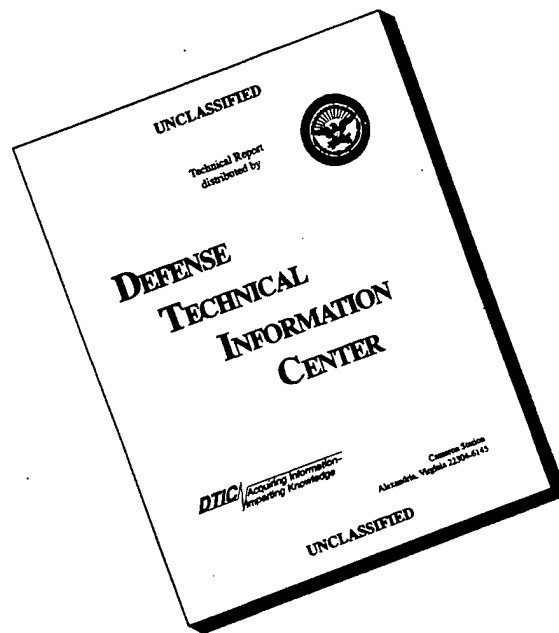 UNCLASSIFIED
Technical Report
distributed by
DEFENSE
TECHNICAL
INFORMATION
CENTER
DTIC
Acquiring Information-
Imparting Knowledge
Cameron Station
Alexandria, Virginia 22304-6145
UNCLASSIFIED